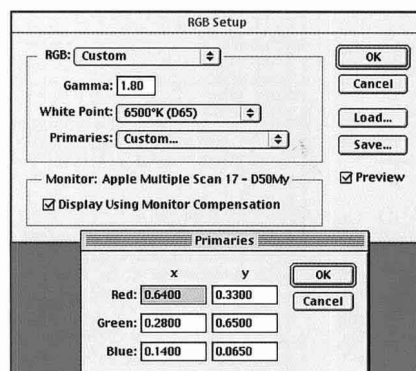 RGB Setup
RGB: Custom
OK
Gamma: 1.80
Cancel
White Point: 6500°K (D65)
Load...
Primaries: Custom...
Save...
Monitor: Apple Multiple Scan 17 - D50My
Preview
Display Using Monitor Compensation
Primaries
x y
OK
Red: 0.6400 0.3300
Cancel
Green: 0.2800 0.6500
Blue: 0.1400 0.0650